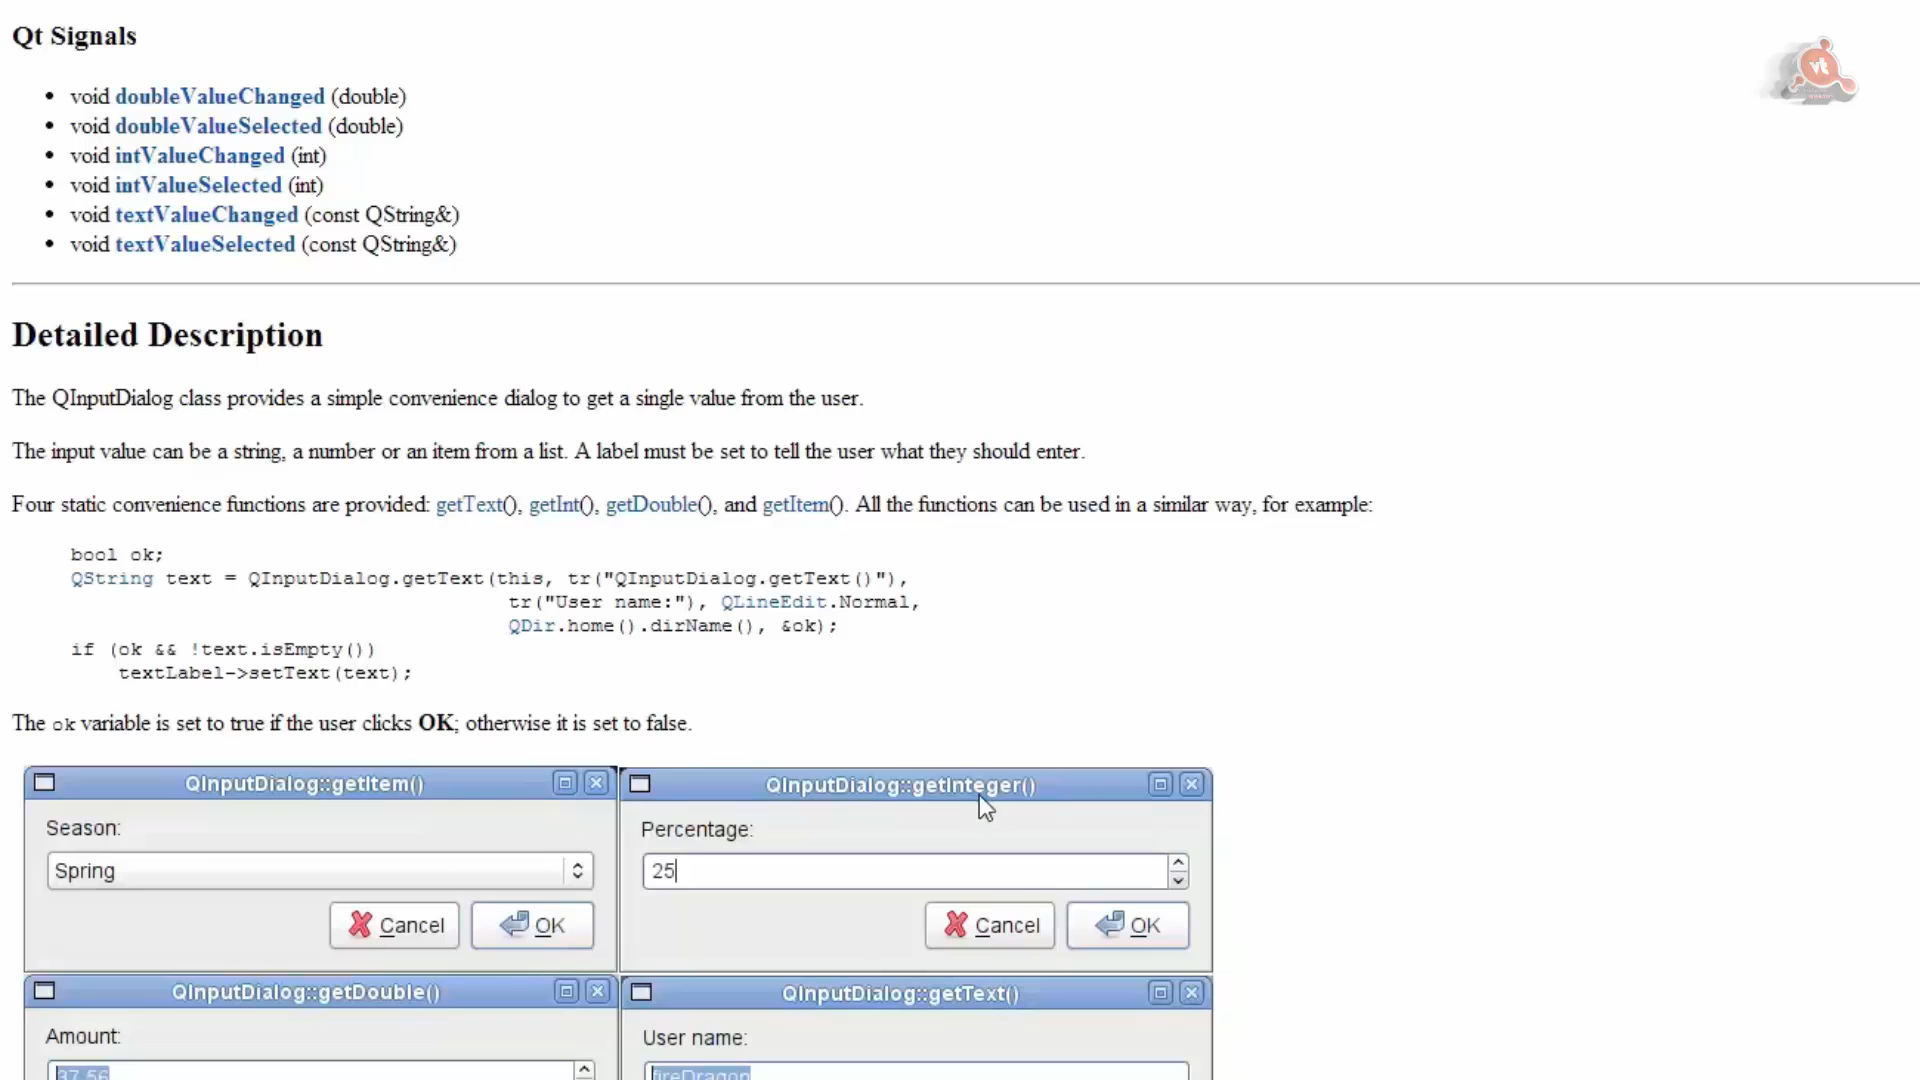 Qt Signals
void doubleValueChanged (double)
void doubleValueSelected (double)
void intValueChanged (int)
void intValueSelected (int)
void textValueChanged (const QString&)
void textValueSelected (const QString&)
Detailed Description
The QInputDialog class provides a simple convenience dialog to get a single value from the user.
The input value can be a string, a number or an item from a list. A label must be set to tell the user what they should enter.
Four static convenience functions are provided: getText(), getInt(), getDouble(), and getItem(). All the functions can be used in a similar way, for example:
bool ok;
QString text = QInputDialog.getText(this, tr("QInputDialog.getText()"),
tr("User name:"), QLineEdit.Normal,
QDir.home().dirName(), &ok);
if (ok && !text.isEmpty())
textLabel->setText(text);
The ok variable is set to true if the user clicks OK; otherwise it is set to false.
QInputDialog::getItem()
Season:
Spring
Cancel OK
QInputDialog::getInteger()
Percentage:
25
Cancel OK
QInputDialog::getDouble()
Amount:
37.56
QInputDialog::getText()
User name:
fireDragon
vt